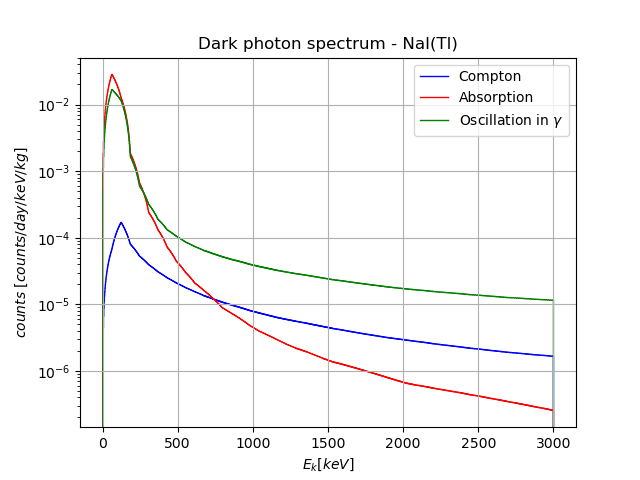 Dark photon spectrum - NaI(Tl)
Compton
Absorption
Oscillation in γ
counts [counts/day/keV/kg]
10⁻²
10⁻³
10⁻⁴
10⁻⁵
10⁻⁶
0 500 1000 1500 2000 2500 3000
E_k[keV]